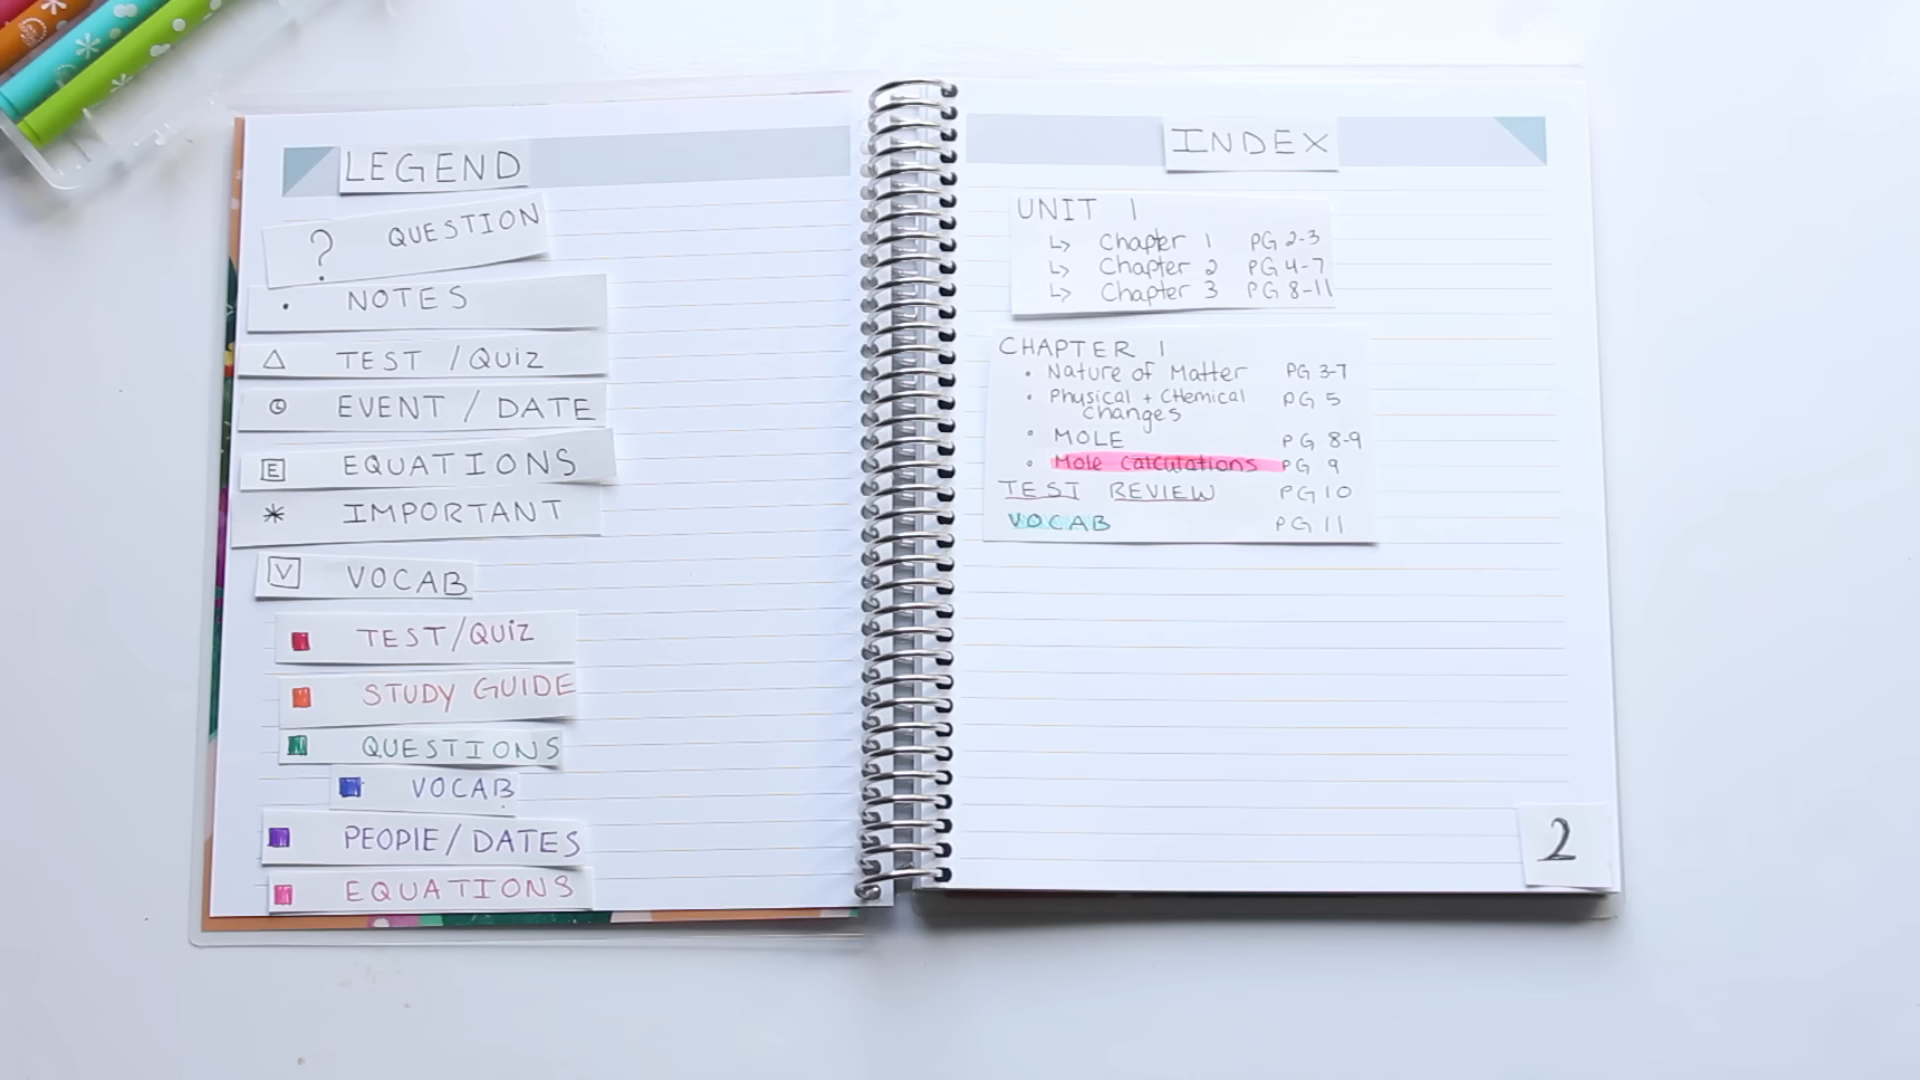 LEGEND
? QUESTION
· NOTES
△ TEST / QUIZ
EVENT / DATE
E EQUATIONS
* IMPORTANT
V VOCAB
TEST/QUIZ
STUDY GUIDE
QUESTIONS
VOCAB
PEOPlE/DATES
EQUATIONS
INDEX
UNIT 1
↳ Chapter 1 PG 2-3
↳ Chapter 2 PG 4-7
↳ Chapter 3 PG 8-11
CHAPTER 1
• Nature of Matter PG 3-7
• Physical + CHemical PG 5
Changes
• MOLE PG 8-9
• Mole Calculations PG 9
TEST REVIEW PG 10
VOCAB PG 11
2